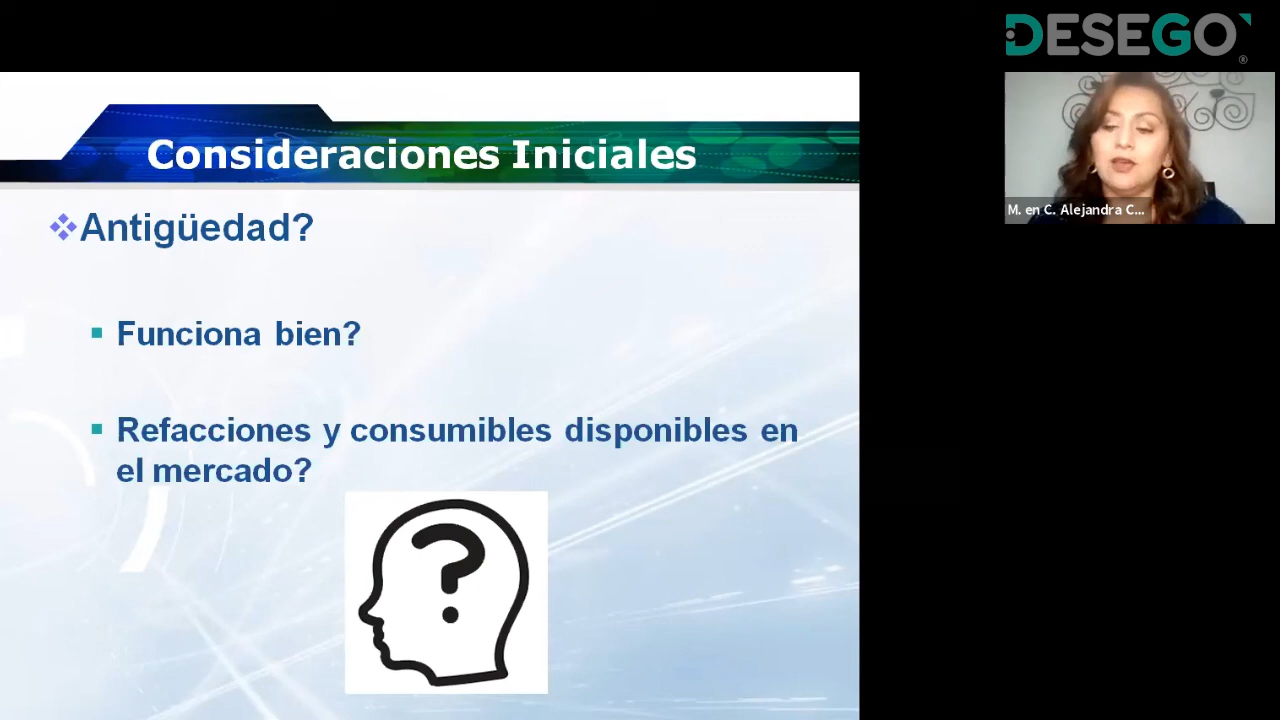 DESEGO
®
Consideraciones Iniciales
Antigüedad?
Funciona bien?
Refacciones y consumibles disponibles en
el mercado?
?
M. en C. Alejandra C...